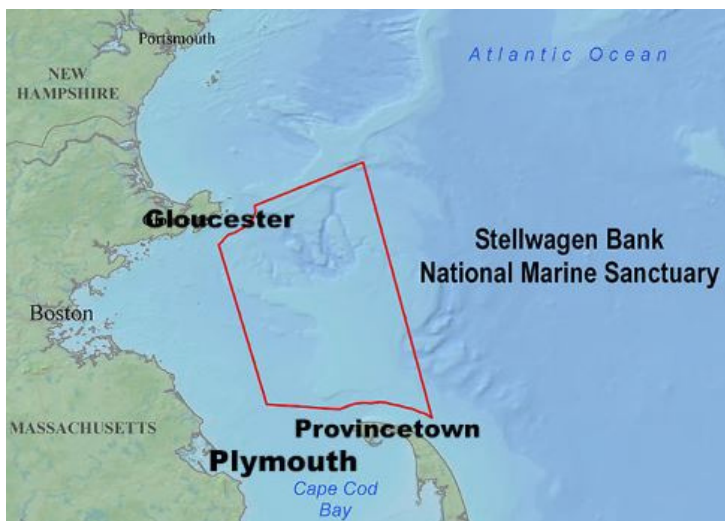 Portsmouth
Atlantic Ocean
NEW
HAMPSHIRE
Gloucester
Stellwagen Bank
National Marine Sanctuary
Boston
MASSACHUSETTS
Provincetown
Plymouth
Cape Cod
Bay